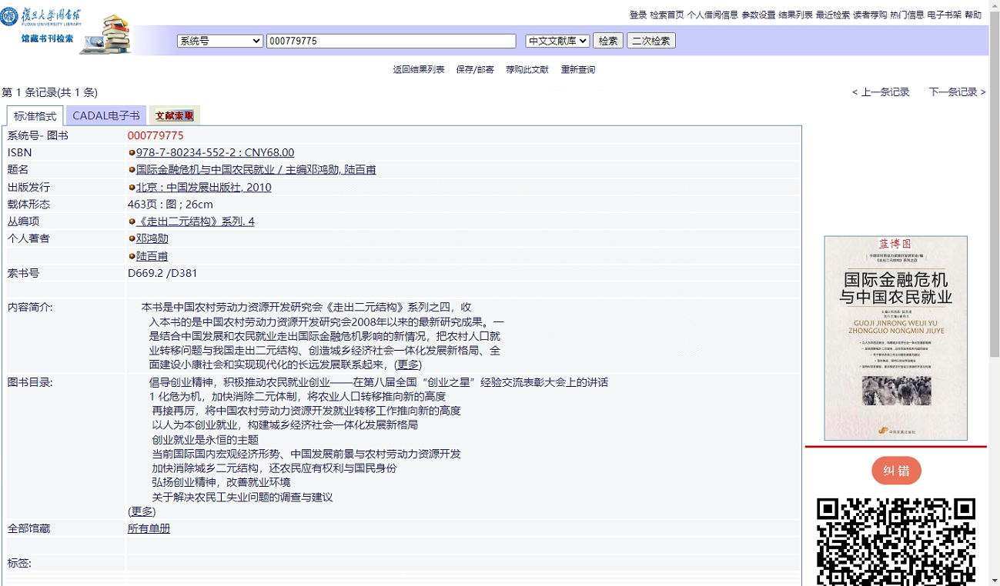 復旦大學圖書館
FUDAN UNIVERSITY LIBRARY
馆藏书刊检索
登录 检索首页 个人借阅信息 参数设置 结果列表 最近检索 读者荐购 热门信息 电子书架 帮助
系统号 000779775 中文文献库 检索 二次检索
返回结果列表 保存/邮寄 荐购此文献 重新查询
第 1 条记录(共 1 条)
< 上一条记录 下一条记录 >
标准格式 CADAL电子书 文献索取
系统号- 图书 000779775
ISBN 978-7-80234-552-2 : CNY68.00
题名 国际金融危机与中国农民就业 / 主编邓鸿勋, 陆百甫
出版发行 北京 : 中国发展出版社, 2010
载体形态 463页 : 图 ; 26cm
丛编项 《走出二元结构》系列. 4
个人著者 邓鸿勋
陆百甫
索书号 D669.2 /D381
内容简介: 本书是中国农村劳动力资源开发研究会《走出二元结构》系列之四，收
入本书的是中国农村劳动力资源开发研究会2008年以来的最新研究成果。一
是结合中国发展和农民就业走出国际金融危机影响的新情况，把农村人口就
业转移问题与我国走出二元结构、创造城乡经济社会一体化发展新格局、全
面建设小康社会和实现现代化的长远发展联系起来，(更多)
图书目录: 倡导创业精神，积极推动农民就业创业——在第八届全国“创业之星”经验交流表彰大会上的讲话
1 化危为机，加快消除二元体制，将农业人口转移推向新的高度
再接再厉，将中国农村劳动力资源开发就业转移工作推向新的高度
以人为本创业就业，构建城乡经济社会一体化发展新格局
创业就业是永恒的主题
当前国际国内宏观经济形势、中国发展前景与农村劳动力资源开发
加快消除城乡二元结构，还农民应有权利与国民身份
弘扬创业精神，改善就业环境
关于解决农民工失业问题的调查与建议
(更多)
全部馆藏 所有单册
标签:
蓝博图
中国农村劳动力资源开发研究会/编
《走出二元结构》系列之四
国际金融危机
与中国农民就业
GUOJI JINRONG WEIJI YU
ZHONGGUO NONGMIN JIUYE
中国发展出版社
纠 错